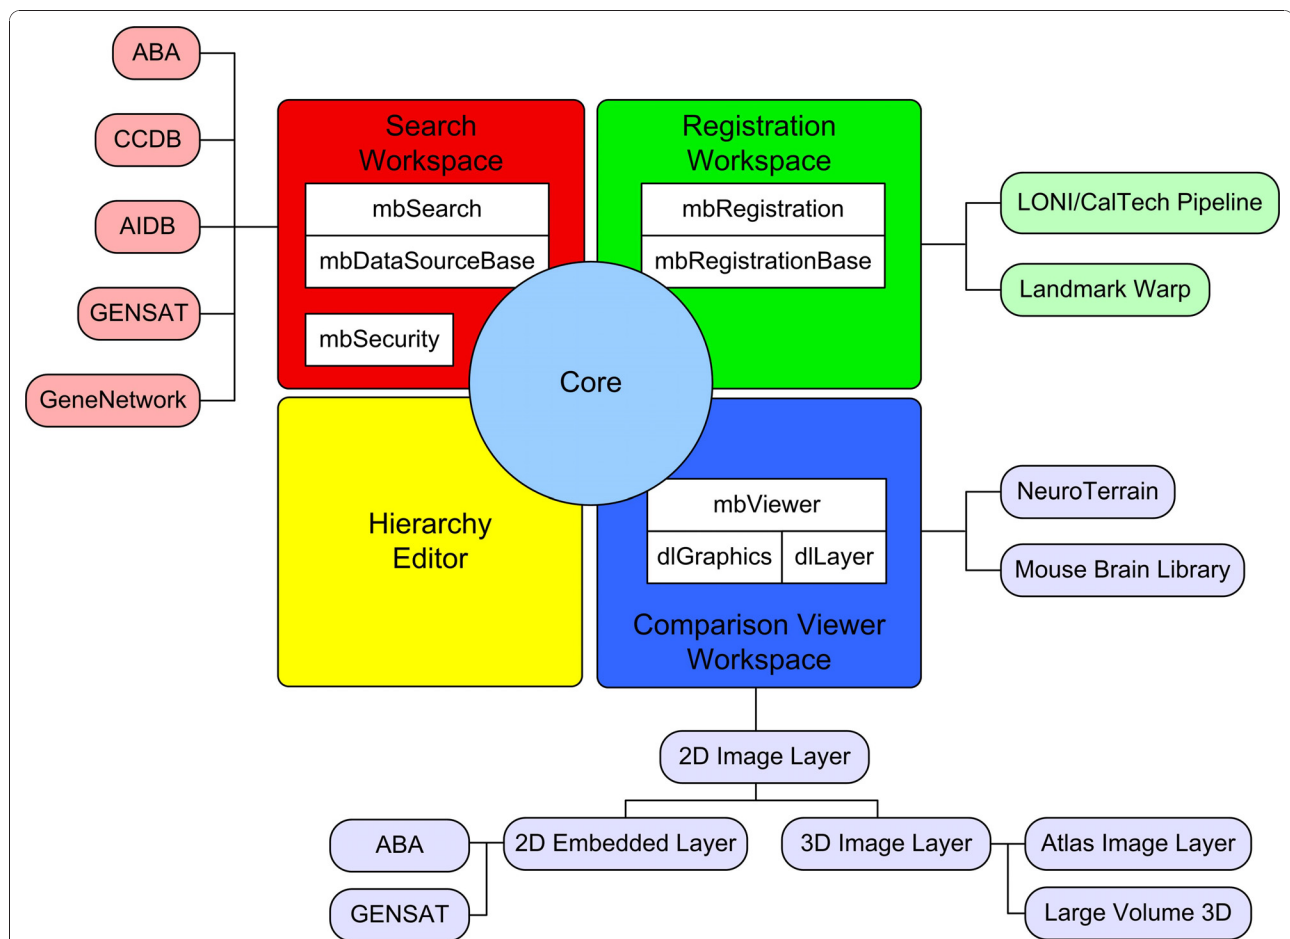 ABA
CCDB
AIDB
GENSAT
GeneNetwork
Search
Workspace
mbSearch
mbDataSourceBase
mbSecurity
Registration
Workspace
mbRegistration
mbRegistrationBase
LONI/CalTech Pipeline
Landmark Warp
Core
Hierarchy
Editor
mbViewer
dlGraphics
dlLayer
Comparison Viewer
Workspace
NeuroTerrain
Mouse Brain Library
2D Image Layer
2D Embedded Layer
3D Image Layer
ABA
GENSAT
Atlas Image Layer
Large Volume 3D